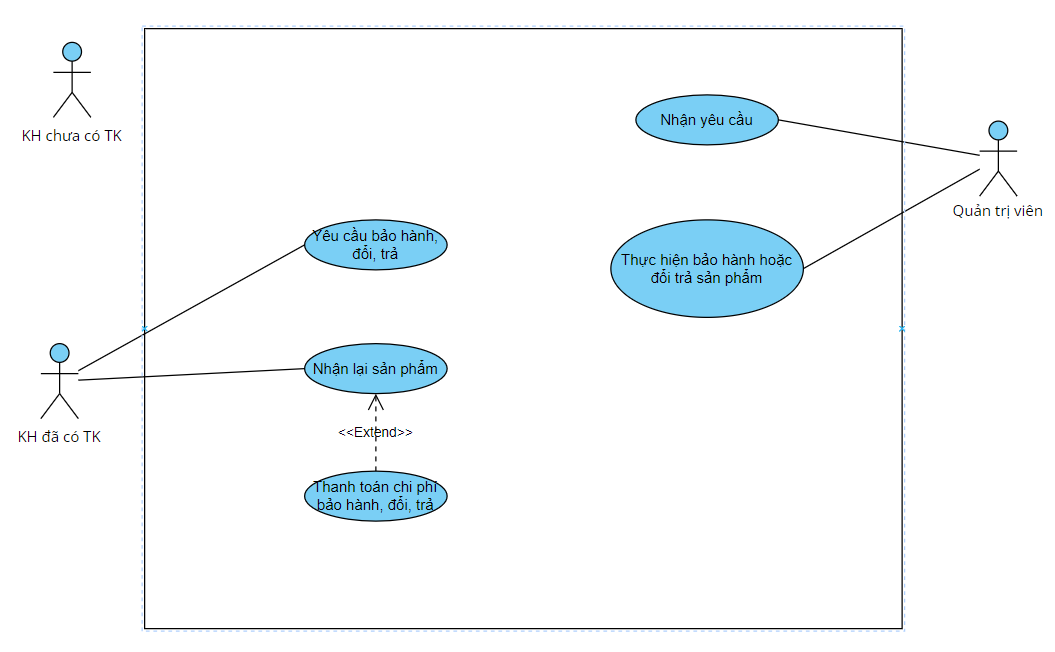 KH chưa có TK
Nhận yêu cầu
Quản trị viên
Yêu cầu bảo hành,
đổi, trả
Thực hiện bảo hành hoặc
đổi trả sản phẩm
Nhận lại sản phẩm
KH đã có TK
<<Extend>>
Thanh toán chi phí
bảo hành, đổi, trả